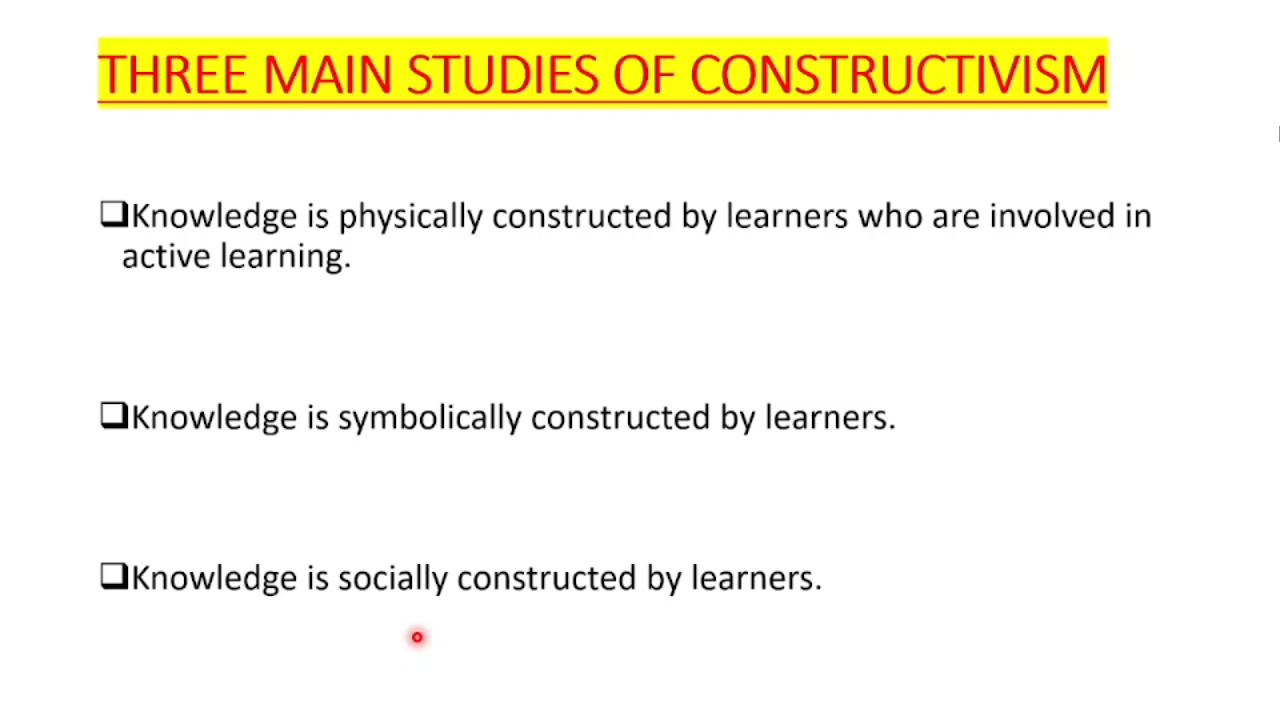 THREE MAIN STUDIES OF CONSTRUCTIVISM
❑Knowledge is physically constructed by learners who are involved in
active learning.
❑Knowledge is symbolically constructed by learners.
❑Knowledge is socially constructed by learners.